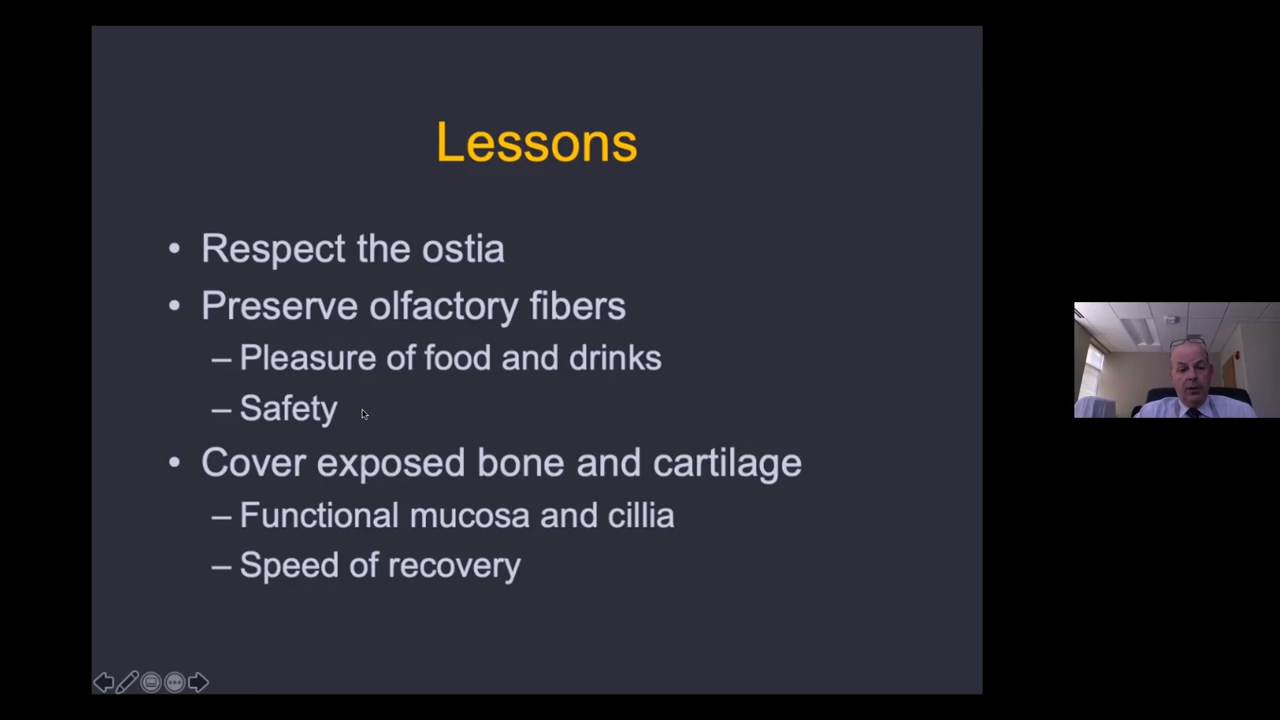 Lessons
• Respect the ostia
• Preserve olfactory fibers
– Pleasure of food and drinks
– Safety
• Cover exposed bone and cartilage
– Functional mucosa and cillia
– Speed of recovery